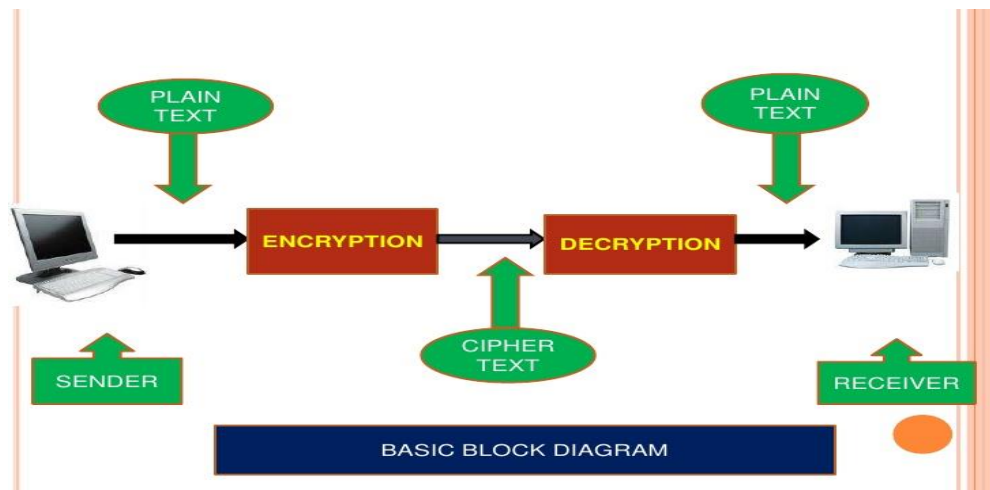 PLAIN
TEXT
PLAIN
TEXT
ENCRYPTION
DECRYPTION
CIPHER
TEXT
SENDER
RECEIVER
BASIC BLOCK DIAGRAM